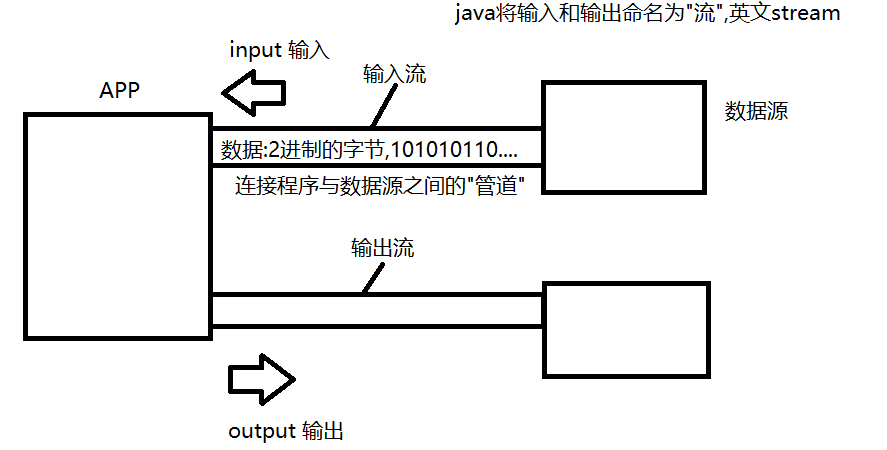 java将输入和输出命名为"流",英文stream
input 输入
输入流
APP
数据源
数据:2进制的字节,101010110....
连接程序与数据源之间的"管道"
输出流
output 输出